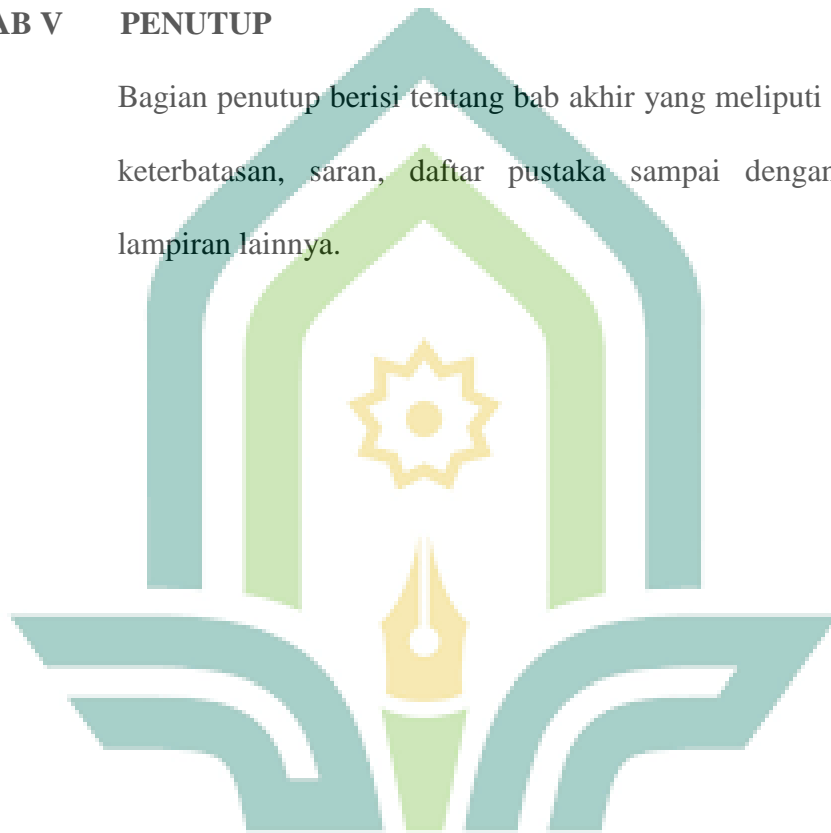 AB V PENUTUP
Bagian penutup berisi tentang bab akhir yang meliputi
keterbatasan, saran, daftar pustaka sampai dengan
lampiran lainnya.